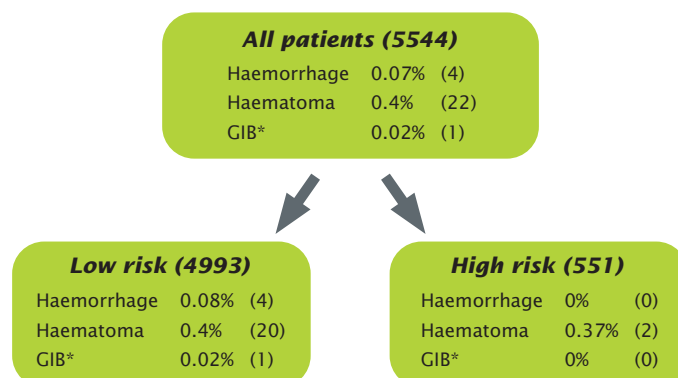 All patients (5544)
Haemorrhage 0.07% (4)
Haematoma 0.4% (22)
GIB* 0.02% (1)
Low risk (4993)
Haemorrhage 0.08% (4)
Haematoma 0.4% (20)
GIB* 0.02% (1)
High risk (551)
Haemorrhage 0% (0)
Haematoma 0.37% (2)
GIB* 0% (0)